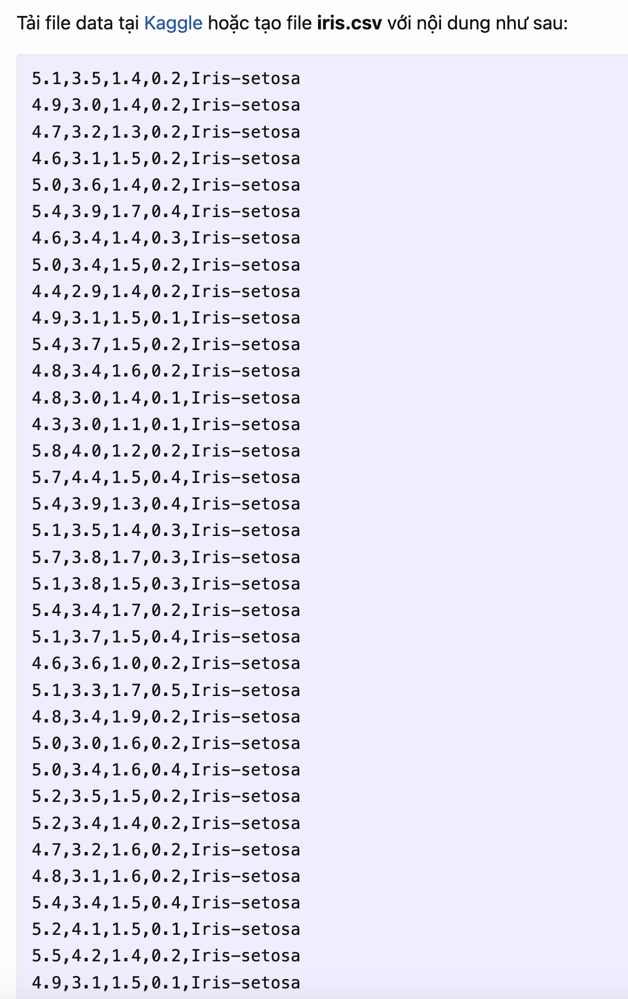 Tải file data tại Kaggle hoặc tạo file iris.csv với nội dung như sau:
5.1,3.5,1.4,0.2,Iris-setosa
4.9,3.0,1.4,0.2,Iris-setosa
4.7,3.2,1.3,0.2,Iris-setosa
4.6,3.1,1.5,0.2,Iris-setosa
5.0,3.6,1.4,0.2,Iris-setosa
5.4,3.9,1.7,0.4,Iris-setosa
4.6,3.4,1.4,0.3,Iris-setosa
5.0,3.4,1.5,0.2,Iris-setosa
4.4,2.9,1.4,0.2,Iris-setosa
4.9,3.1,1.5,0.1,Iris-setosa
5.4,3.7,1.5,0.2,Iris-setosa
4.8,3.4,1.6,0.2,Iris-setosa
4.8,3.0,1.4,0.1,Iris-setosa
4.3,3.0,1.1,0.1,Iris-setosa
5.8,4.0,1.2,0.2,Iris-setosa
5.7,4.4,1.5,0.4,Iris-setosa
5.4,3.9,1.3,0.4,Iris-setosa
5.1,3.5,1.4,0.3,Iris-setosa
5.7,3.8,1.7,0.3,Iris-setosa
5.1,3.8,1.5,0.3,Iris-setosa
5.4,3.4,1.7,0.2,Iris-setosa
5.1,3.7,1.5,0.4,Iris-setosa
4.6,3.6,1.0,0.2,Iris-setosa
5.1,3.3,1.7,0.5,Iris-setosa
4.8,3.4,1.9,0.2,Iris-setosa
5.0,3.0,1.6,0.2,Iris-setosa
5.0,3.4,1.6,0.4,Iris-setosa
5.2,3.5,1.5,0.2,Iris-setosa
5.2,3.4,1.4,0.2,Iris-setosa
4.7,3.2,1.6,0.2,Iris-setosa
4.8,3.1,1.6,0.2,Iris-setosa
5.4,3.4,1.5,0.4,Iris-setosa
5.2,4.1,1.5,0.1,Iris-setosa
5.5,4.2,1.4,0.2,Iris-setosa
4.9,3.1,1.5,0.1,Iris-setosa